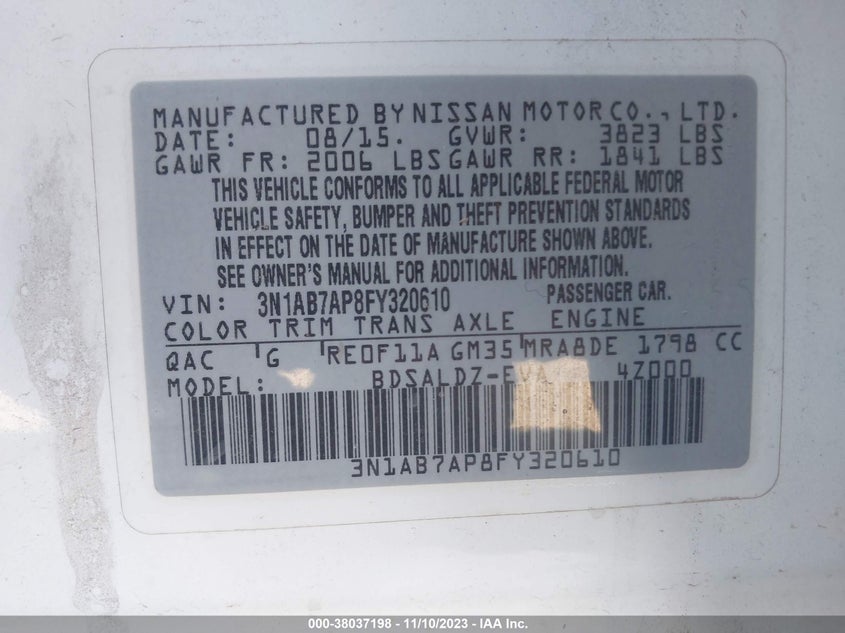 MANUFACTURED BY NISSAN MOTOR CO., LTD.
DATE: 08/15. GVWR: 3823 LBS
GAWR FR: 2006 LBS GAWR RR: 1841 LBS
THIS VEHICLE CONFORMS TO ALL APPLICABLE FEDERAL MOTOR
VEHICLE SAFETY, BUMPER AND THEFT PREVENTION STANDARDS
IN EFFECT ON THE DATE OF MANUFACTURE SHOWN ABOVE.
SEE OWNER'S MANUAL FOR ADDITIONAL INFORMATION.
VIN: 3N1AB7AP8FY320610 PASSENGER CAR.
COLOR TRIM TRANS AXLE ENGINE
QAC G RE0F11A GM35 MRA8DE 1798 CC
MODEL: 4Z000
3N1AB7AP8FY320610
000-38037198 - 11/10/2023 - IAA Inc.